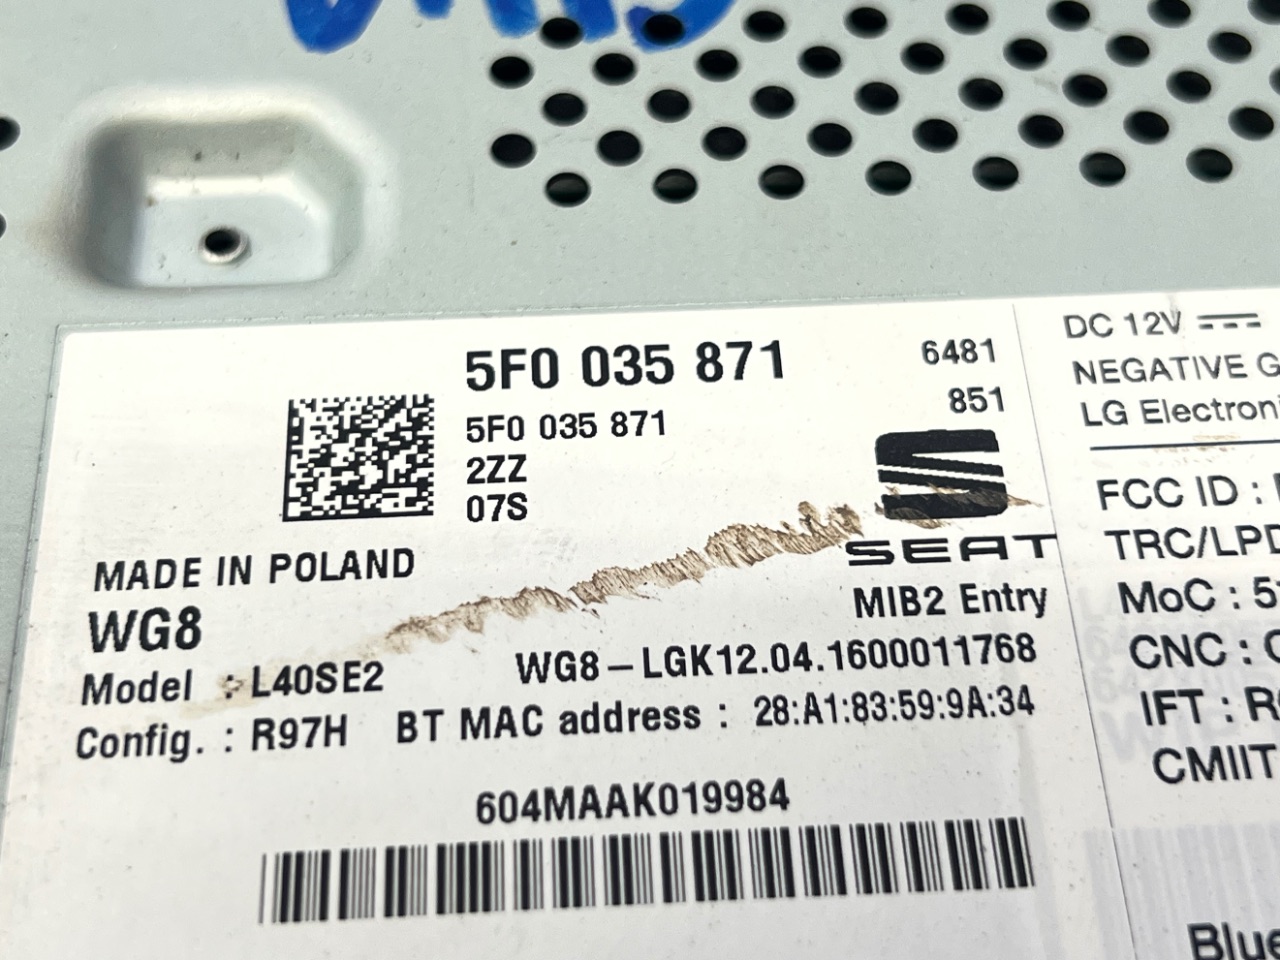 5F0 035 871
6481
5F0 035 871
851
2ZZ
07S
SEAT
MADE IN POLAND
WG8
MIB2 Entry
Model : L40SE2
WG8-LGK12.04.1600011768
Config. : R97H
BT MAC address : 28:A1:83:59:9A:34
604MAAK019984
DC 12V
NEGATIVE G
LG Electroni
FCC ID :
TRC/LPD
MoC : 5
CNC :
IFT : R
CMIIT
Blue